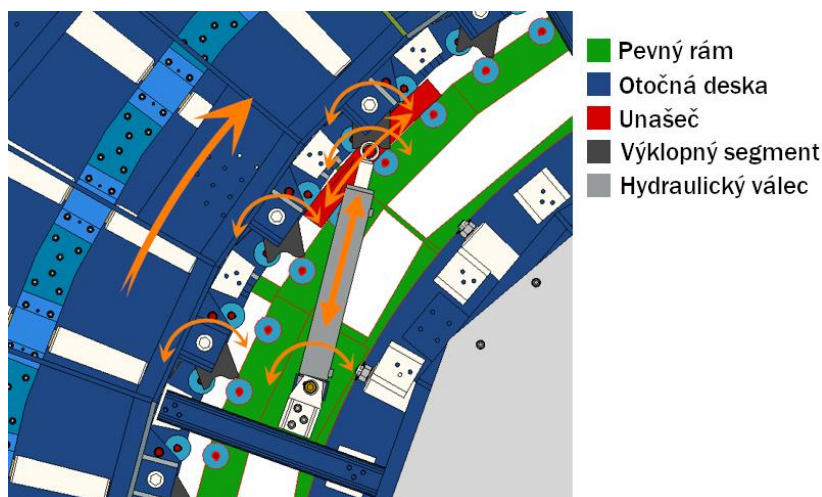 Pevný rám
Otočná deska
Unašeč
Výklopný segment
Hydraulický válec